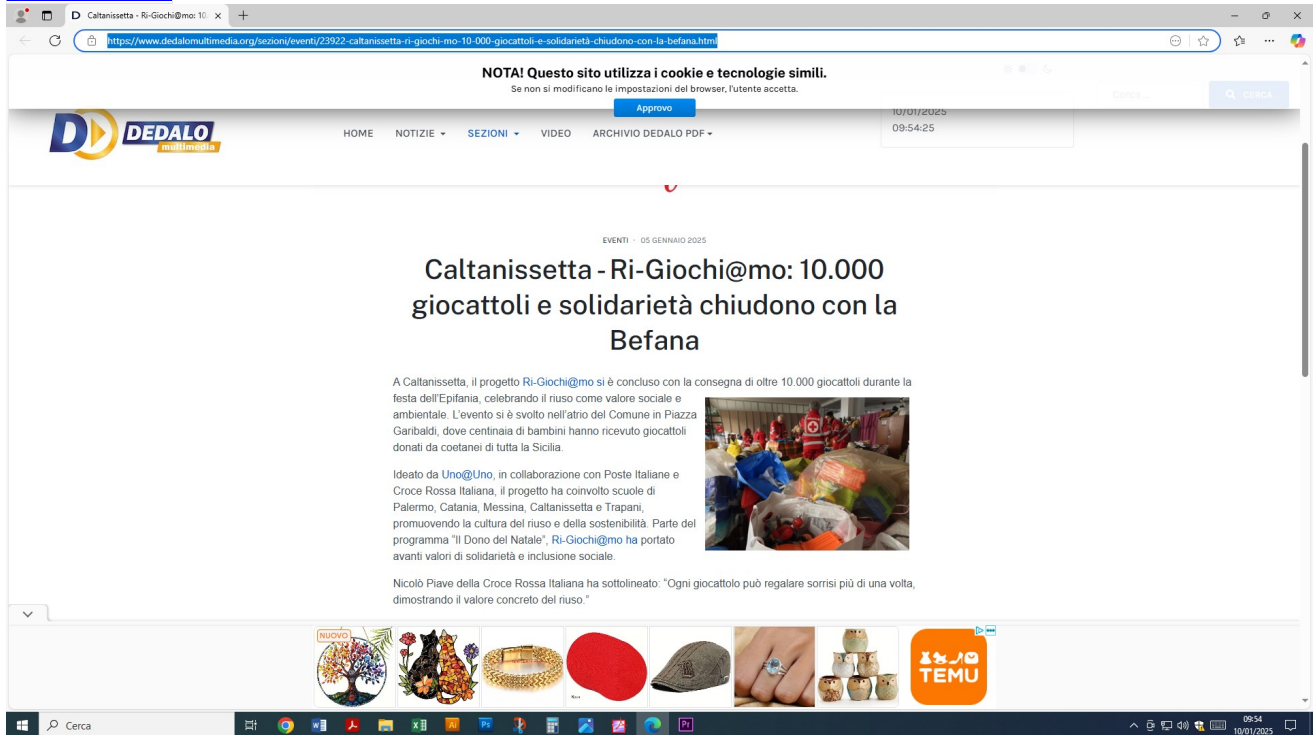 Caltanissetta - Ri-Giochi@mo: 10.
https://www.dedalomultimedia.org/sezioni/eventi/23922-caltanissetta-ri-giochi-mo-10-000-giocattoli-e-solidarietà-chiudono-con-la-befana.html
NOTA! Questo sito utilizza i cookie e tecnologie simili.
Se non si modificano le impostazioni del browser, l'utente accetta.
Approvo
CERCA
10/01/2025
09:54:25
DEDALO
multimedia
HOME NOTIZIE SEZIONI VIDEO ARCHIVIO DEDALO PDF
EVENTI · 05 GENNAIO 2025
Caltanissetta - Ri-Giochi@mo: 10.000
giocattoli e solidarietà chiudono con la
Befana
A Caltanissetta, il progetto Ri-Giochi@mo si è concluso con la consegna di oltre 10.000 giocattoli durante la
festa dell'Epifania, celebrando il riuso come valore sociale e
ambientale. L'evento si è svolto nell'atrio del Comune in Piazza
Garibaldi, dove centinaia di bambini hanno ricevuto giocattoli
donati da coetanei di tutta la Sicilia.
Ideato da Uno@Uno, in collaborazione con Poste Italiane e
Croce Rossa Italiana, il progetto ha coinvolto scuole di
Palermo, Catania, Messina, Caltanissetta e Trapani,
promuovendo la cultura del riuso e della sostenibilità. Parte del
programma "Il Dono del Natale", Ri-Giochi@mo ha portato
avanti valori di solidarietà e inclusione sociale.
Nicolò Piave della Croce Rossa Italiana ha sottolineato: "Ogni giocattolo può regalare sorrisi più di una volta,
dimostrando il valore concreto del riuso."
NUOVO
TEMU
Cerca
09:54
10/01/2025